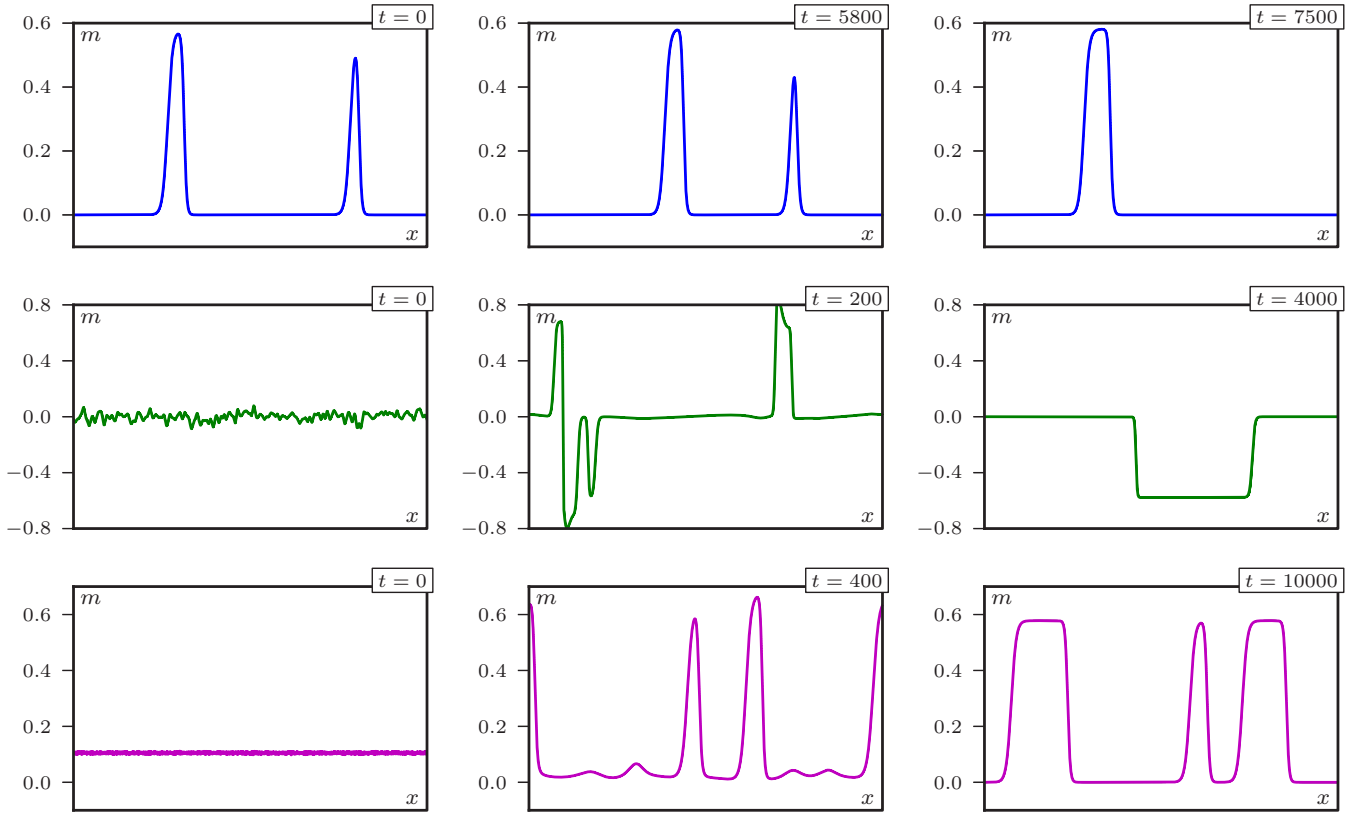 t = 0 t = 5800 t = 7500
0.6 m 0.6 m 0.6 m
0.4 0.4 0.4
0.2 0.2 0.2
0.0 0.0 0.0
x x x
t = 0 t = 200 t = 4000
0.8 m 0.8 m 0.8 m
0.4 0.4 0.4
0.0 0.0 0.0
−0.4 −0.4 −0.4
−0.8 x −0.8 x −0.8 x
t = 0 t = 400 t = 10000
m m m
0.6 0.6 0.6
0.4 0.4 0.4
0.2 0.2 0.2
0.0 0.0 0.0
x x x